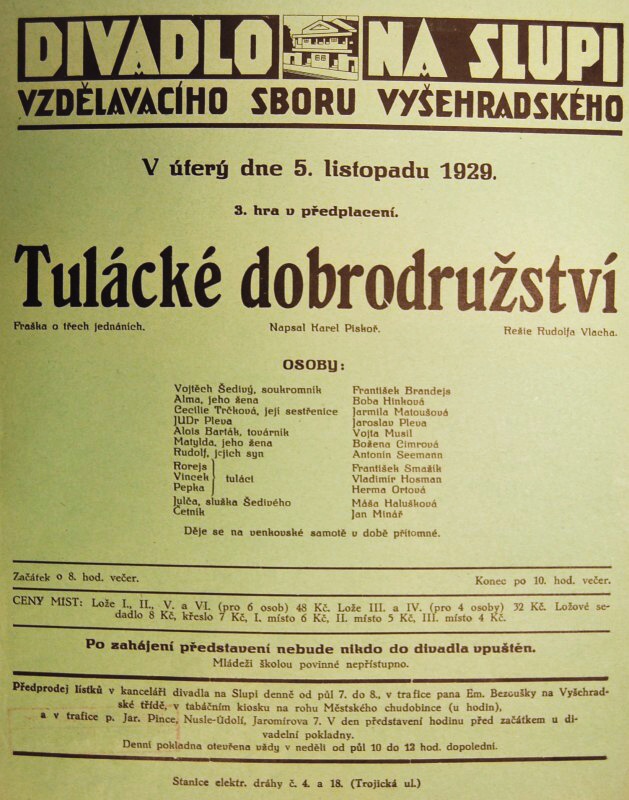 DIVADLO NA SLUPI
VZDĚLAVACÍHO SBORU VYŠEHRADSKÉHO
V úterý dne 5. listopadu 1929.
3. hra v předplacení.
Tulácké dobrodružství
Fraška o třech jednáních. Napsal Karel Piskoř. Režie Rudolfa Vlacha.
OSOBY:
Vojtěch Šedivý, soukromník František Brandejs
Alma, jeho žena Boba Hinková
Cecilie Trčková, její sestřenice Jarmila Matoušová
JUDr Pleva Jaroslav Pleva
Alois Barták, továrník Vojta Musil
Matylda, jeho žena Božena Cimrová
Rudolf, jejich syn Antonín Seemann
Rorejs František Smažík
Vincek tuláci Vladimír Hosman
Pepka Herma Ortová
Julča, služka Šedivého Máša Halušková
Četník Jan Minář
Děje se na venkovské samotě v době přítomné.
Začátek o 8. hod. večer. Konec po 10. hod. večer.
CENY MIST: Lože I., II., V. a VI. (pro 6 osob) 48 Kč. Lože III. a IV. (pro 4 osoby) 32 Kč. Ložové se-
dadlo 8 Kč, křeslo 7 Kč, I. místo 6 Kč, II. místo 5 Kč, III. místo 4 Kč.
Po zahájení představení nebude nikdo do divadla vpuštěn.
Mládeži školou povinné nepřístupno.
Předprodej lístků v kanceláři divadla na Slupi denně od půl 7. do 8., v trafice pana Em. Bezoušky na Vyšehrad-
ské třídě, v tabáčním kiosku na rohu Městského chudobince (u hodin),
a v trafice p. Jar. Pince, Nusle-Údolí, Jaromírova 7. V den představení hodinu před začátkem u di-
vadelní pokladny.
Denní pokladna otevřena vždy v neděli od půl 10 do 12 hod. dopolední.
Stanice elektr. dráhy č. 4. a 18. (Trojická ul.)